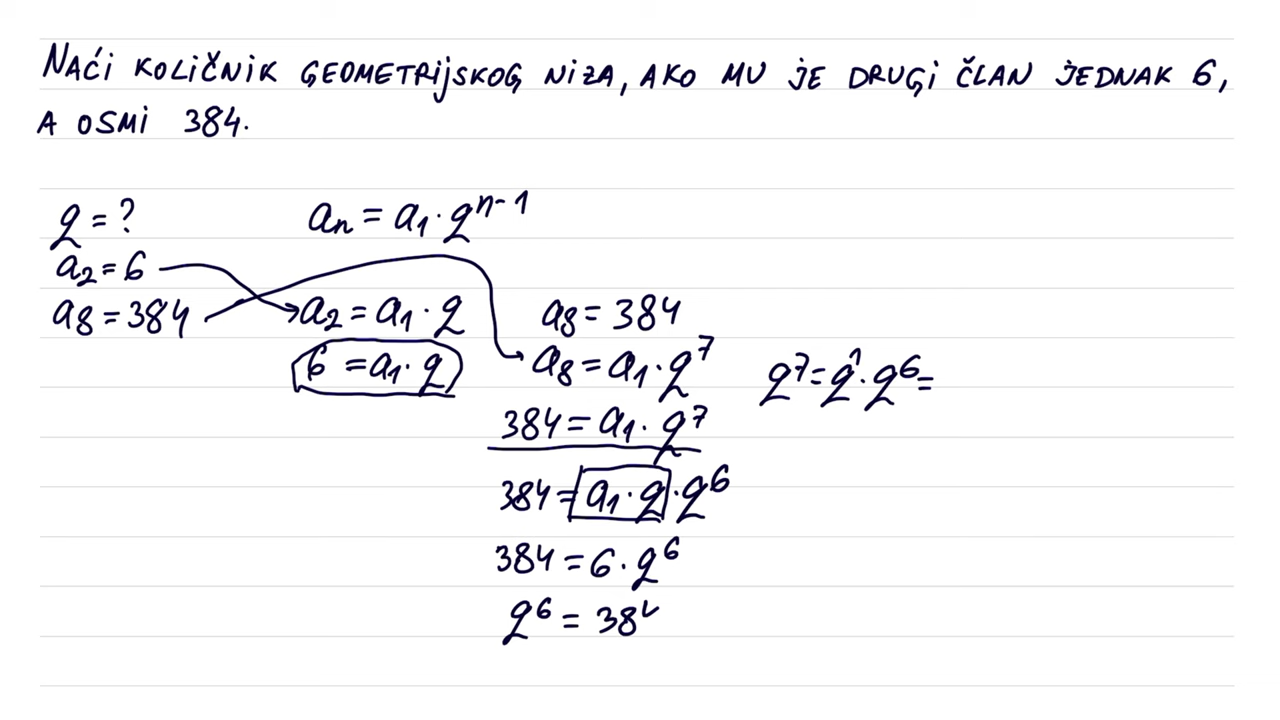 NAĆI KOLIČNIK GEOMETRIJSKOG NIZA, AKO MU JE DRUGI ČLAN JEDNAK 6,
A OSMI 384.
q = ?
a₂ = 6
a₈ = 384
aₙ = a₁ · qⁿ⁻¹
a₂ = a₁ · q
6 = a₁ · q
a₈ = 384
a₈ = a₁ · q⁷
384 = a₁ · q⁷
384 = a₁ · q · q⁶
384 = 6 · q⁶
q⁶ = 38
q⁷ = q¹ · q⁶ =